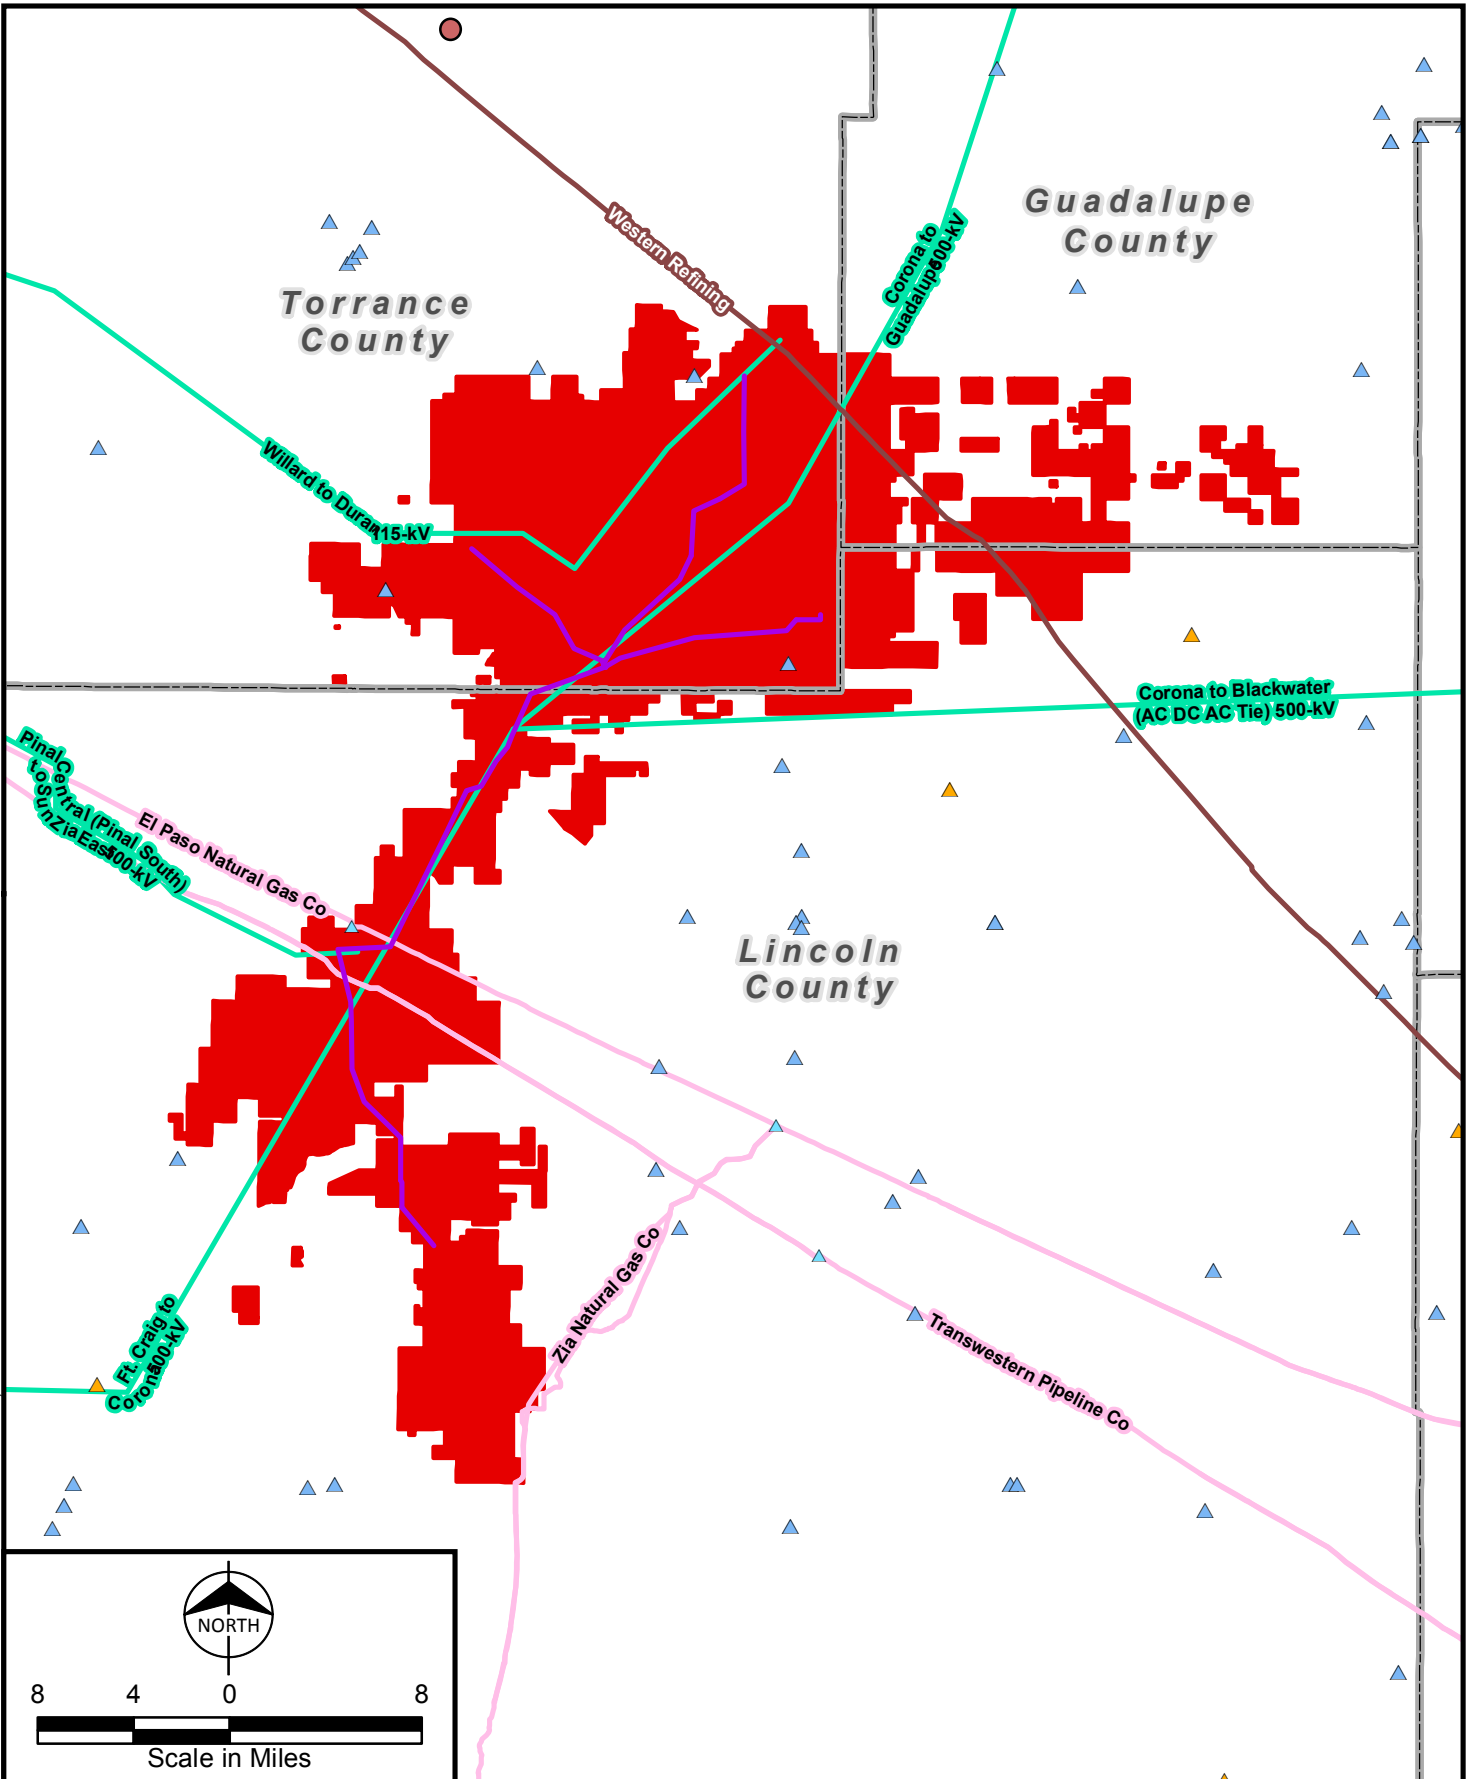 Guadalupe
County
Western Refining
Corona to
Guadalupe 500-kV
Torrance
County
Willard to Duran
115-kV
Corona to Blackwater
(AC DC AC Tie) 500-kV
Pinal Central (Pinal South)
to SunZia East
500-kV
El Paso Natural Gas Co
Lincoln
County
Zia Natural Gas Co
Transwestern Pipeline Co
Ft. Craig to
Corona 500-kV
NORTH
8 4 0 8
Scale in Miles